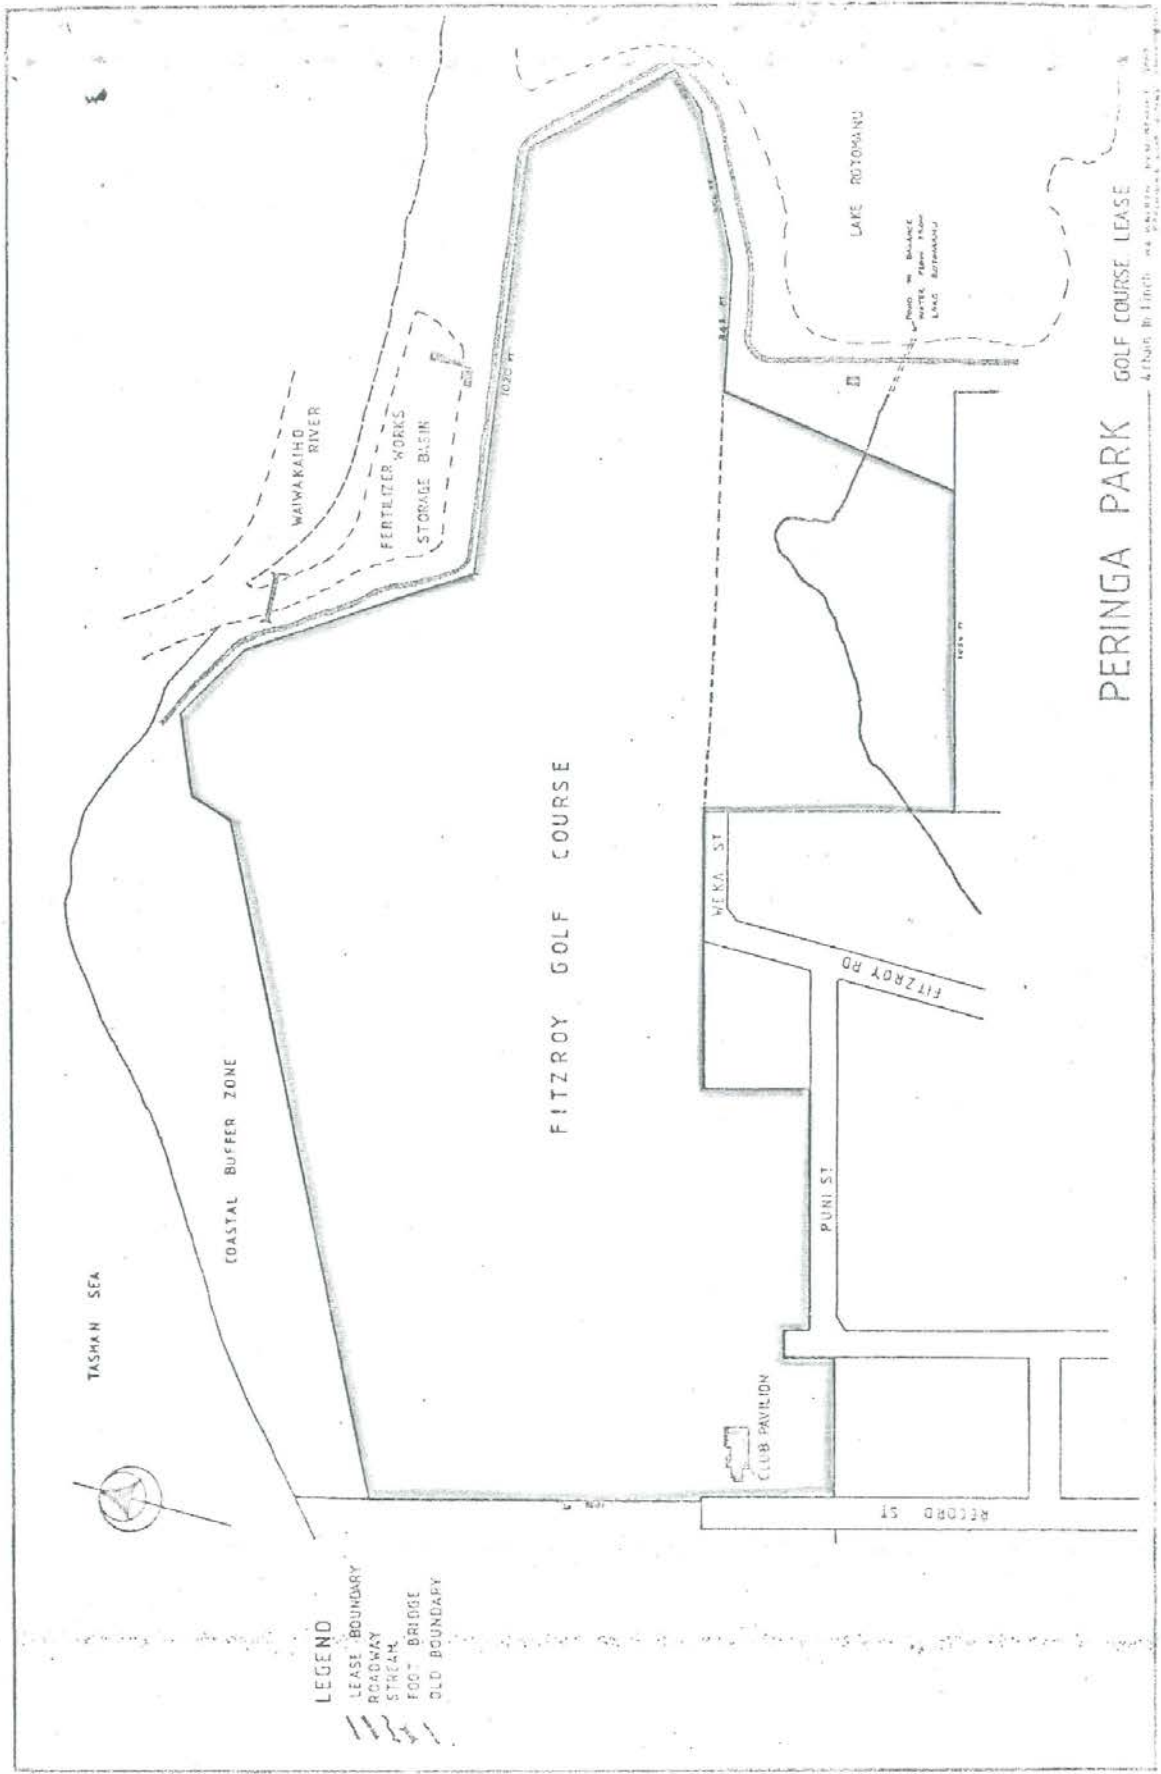 TASMAN SEA
COASTAL BUFFER ZONE
WAIWAKAIHO
RIVER
FERTILIZER WORKS
STORAGE BASIN
1020 FT
FITZROY GOLF COURSE
LAKE ROTOMANU
WEKA ST
FITZROY RD
PUNI ST
CLUB PAVILION
RECORD ST
LEGEND
LEASE BOUNDARY
ROADWAY
STREAM
FOOT BRIDGE
OLD BOUNDARY
PERINGA PARK
GOLF COURSE LEASE